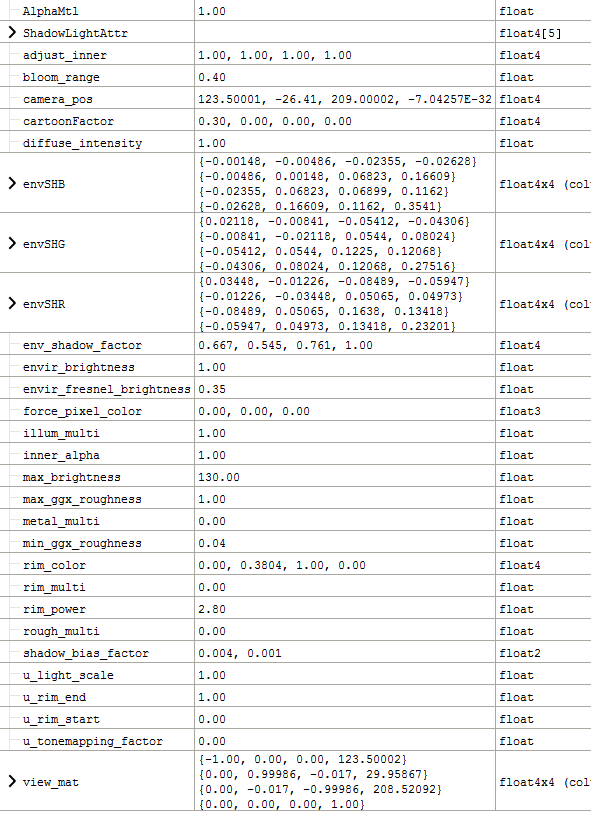 AlphaMtl 1.00 float
ShadowLightAttr float4[5]
adjust_inner 1.00, 1.00, 1.00, 1.00 float4
bloom_range 0.40 float
camera_pos 123.50001, -26.41, 209.00002, -7.04257E-32 float4
cartoonFactor 0.30, 0.00, 0.00, 0.00 float4
diffuse_intensity 1.00 float
{-0.00148, -0.00486, -0.02355, -0.02628}
{-0.00486, 0.00148, 0.06823, 0.16609}
envSHB float4x4 (col
{-0.02355, 0.06823, 0.06899, 0.1162}
{-0.02628, 0.16609, 0.1162, 0.3541}
{0.02118, -0.00841, -0.05412, -0.04306}
{-0.00841, -0.02118, 0.0544, 0.08024}
envSHG float4x4 (col
{-0.05412, 0.0544, 0.1225, 0.12068}
{-0.04306, 0.08024, 0.12068, 0.27516}
{0.03448, -0.01226, -0.08489, -0.05947}
{-0.01226, -0.03448, 0.05065, 0.04973}
envSHR float4x4 (col
{-0.08489, 0.05065, 0.1638, 0.13418}
{-0.05947, 0.04973, 0.13418, 0.23201}
env_shadow_factor 0.667, 0.545, 0.761, 1.00 float4
envir_brightness 1.00 float
envir_fresnel_brightness 0.35 float
force_pixel_color 0.00, 0.00, 0.00 float3
illum_multi 1.00 float
inner_alpha 1.00 float
max_brightness 130.00 float
max_ggx_roughness 1.00 float
metal_multi 0.00 float
min_ggx_roughness 0.04 float
rim_color 0.00, 0.3804, 1.00, 0.00 float4
rim_multi 0.00 float
rim_power 2.80 float
rough_multi 0.00 float
shadow_bias_factor 0.004, 0.001 float2
u_light_scale 1.00 float
u_rim_end 1.00 float
u_rim_start 0.00 float
u_tonemapping_factor 0.00 float
{-1.00, 0.00, 0.00, 123.50002}
{0.00, 0.99986, -0.017, 29.95867}
view_mat float4x4 (col
{0.00, -0.017, -0.99986, 208.52092}
{0.00, 0.00, 0.00, 1.00}